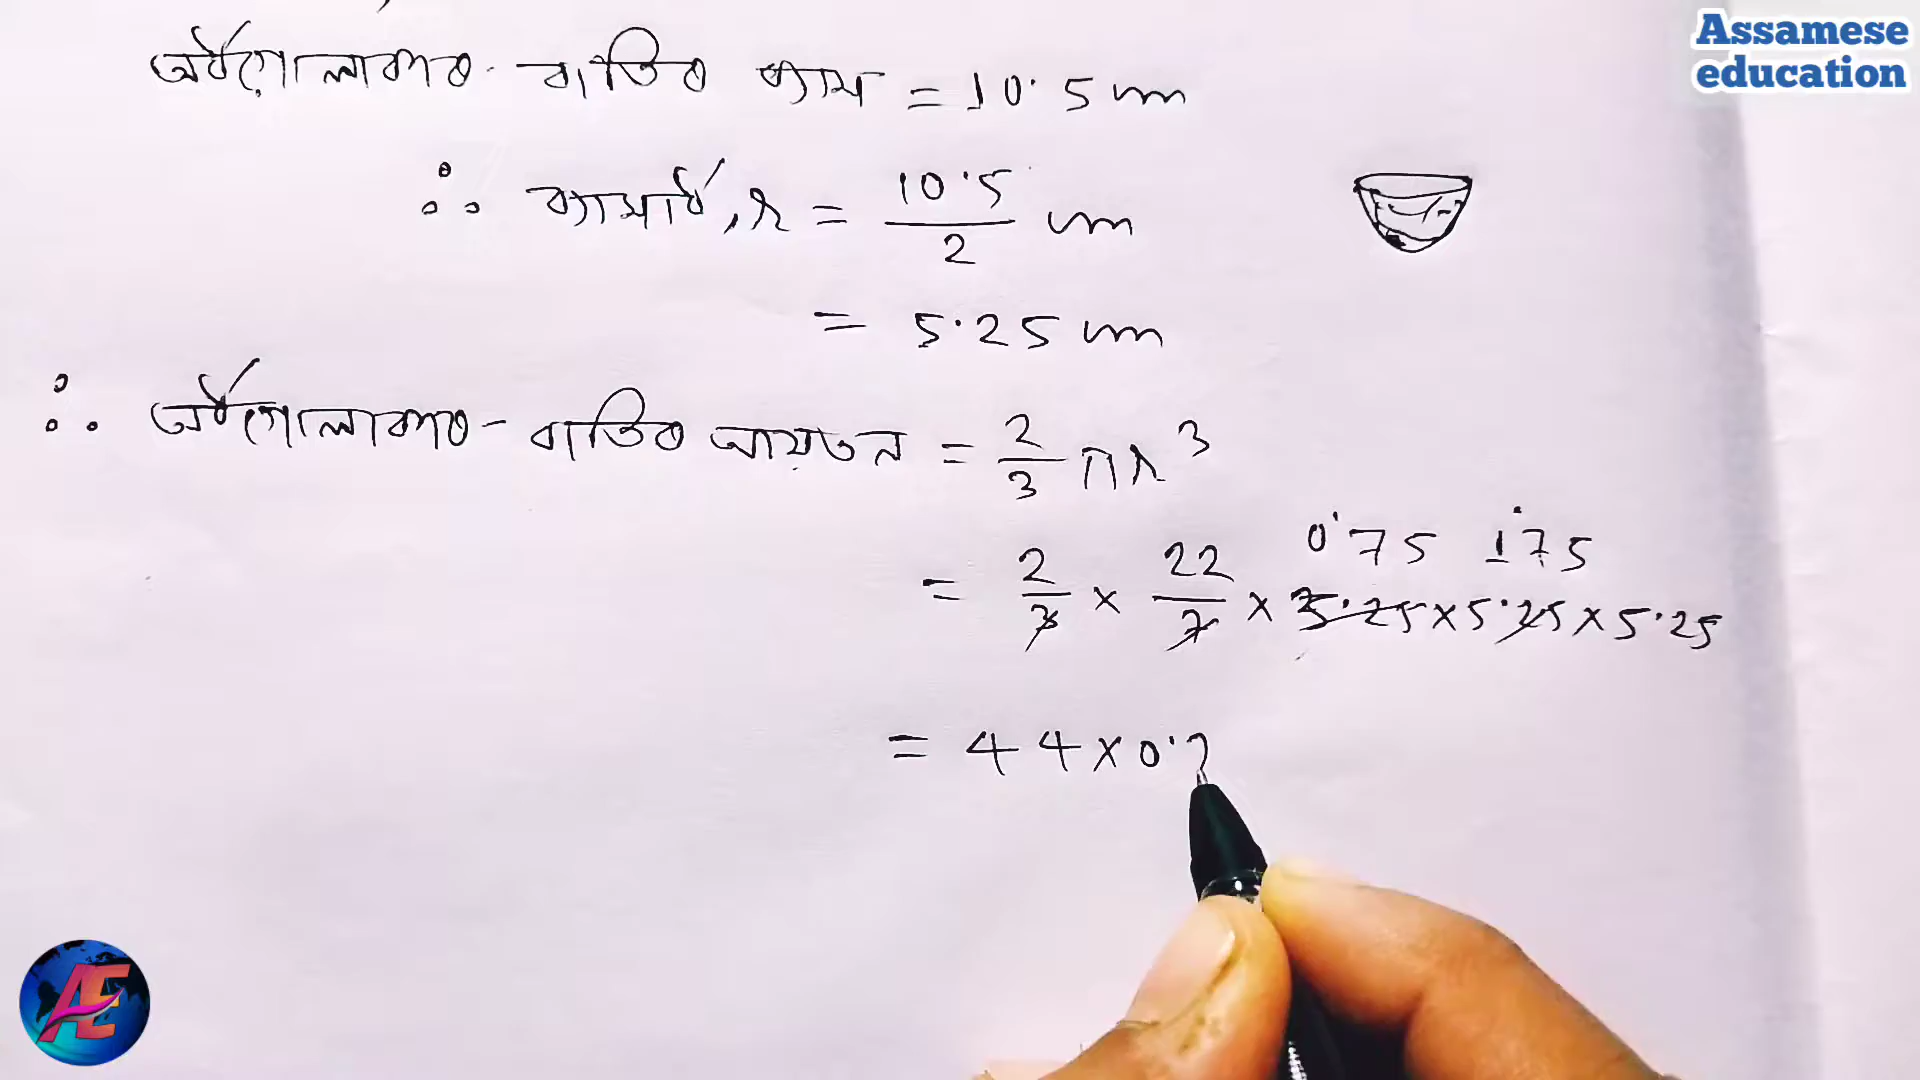 Assamese
education
অৰ্ধগোলাকাৰ বাতিৰ ব্যাস = 10.5 cm
∴ ব্যাসাৰ্ধ, r = 10.5/2 cm
= 5.25 cm
∴ অৰ্ধগোলাকাৰ বাতিৰ আয়তন = 2/3 πr³
0.75 1.75
= 2/3 × 22/7 × 5.25 × 5.25 × 5.25
= 44 × 0.7
AE